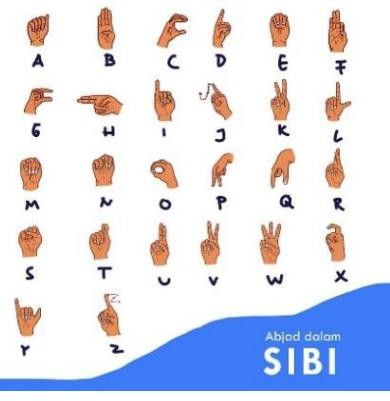 A B C D E F
G H I J K L
M N O P Q R
S T U V W X
Y Z
Abjad dalam
SIBI